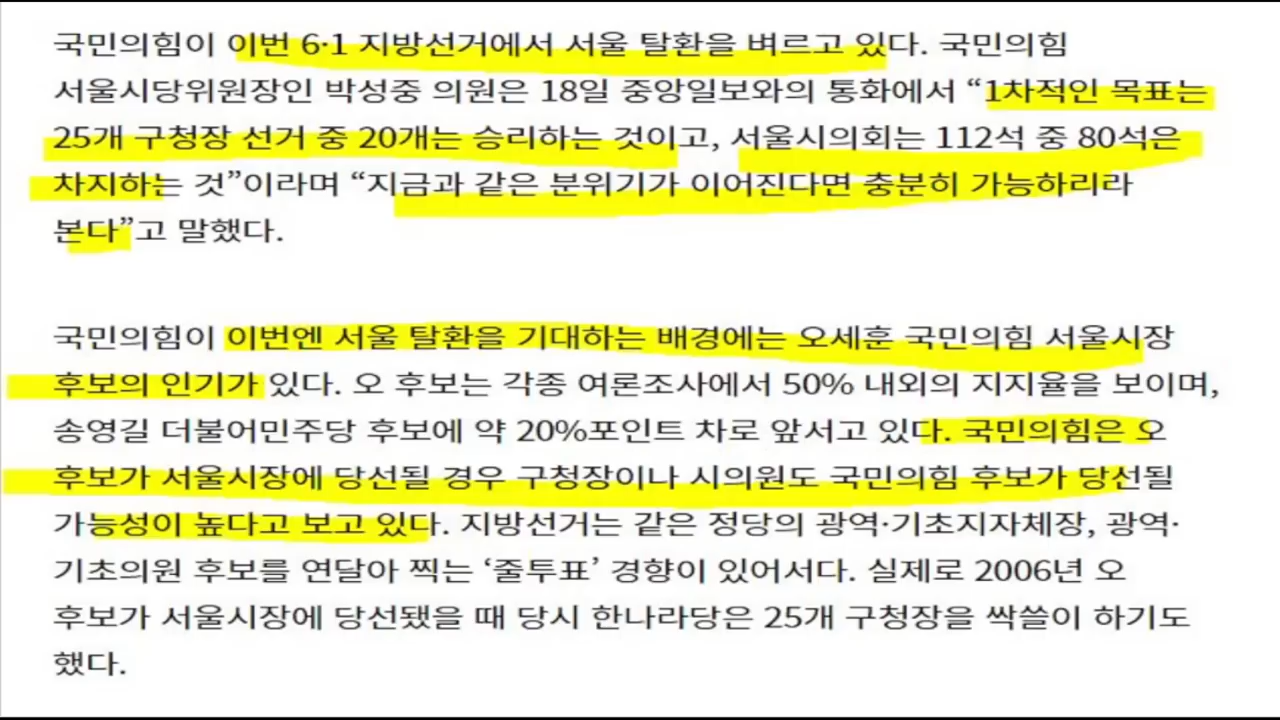 국민의힘이 이번 6·1 지방선거에서 서울 탈환을 벼르고 있다. 국민의힘
서울시당위원장인 박성중 의원은 18일 중앙일보와의 통화에서 “1차적인 목표는
25개 구청장 선거 중 20개는 승리하는 것이고, 서울시의회는 112석 중 80석은
차지하는 것”이라며 “지금과 같은 분위기가 이어진다면 충분히 가능하리라
본다”고 말했다.
국민의힘이 이번엔 서울 탈환을 기대하는 배경에는 오세훈 국민의힘 서울시장
후보의 인기가 있다. 오 후보는 각종 여론조사에서 50% 내외의 지지율을 보이며,
송영길 더불어민주당 후보에 약 20%포인트 차로 앞서고 있다. 국민의힘은 오
후보가 서울시장에 당선될 경우 구청장이나 시의원도 국민의힘 후보가 당선될
가능성이 높다고 보고 있다. 지방선거는 같은 정당의 광역·기초지자체장, 광역·
기초의원 후보를 연달아 찍는 ‘줄투표’ 경향이 있어서다. 실제로 2006년 오
후보가 서울시장에 당선됐을 때 당시 한나라당은 25개 구청장을 싹쓸이 하기도
했다.